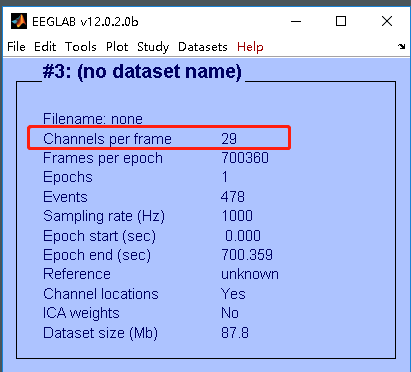 EEGLAB v12.0.2.0b
File Edit Tools Plot Study Datasets Help
#3: (no dataset name)
Filename: none
Channels per frame 29
Frames per epoch 700360
Epochs 1
Events 478
Sampling rate (Hz) 1000
Epoch start (sec) 0.000
Epoch end (sec) 700.359
Reference unknown
Channel locations Yes
ICA weights No
Dataset size (Mb) 87.8